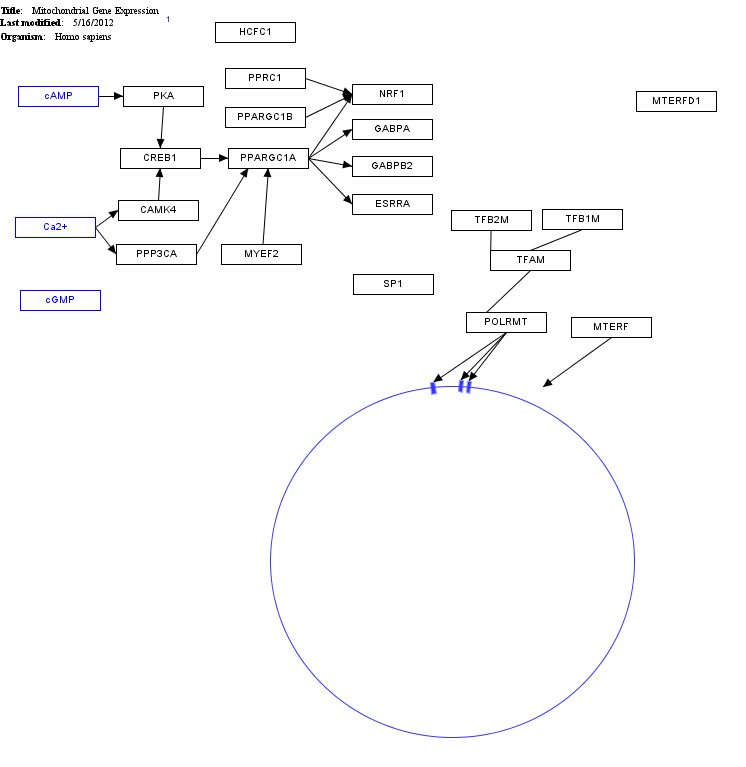 Title: Mitochondrial Gene Expression
Last modified: 5/16/2012
Organism: Homo sapiens
1
HCFC1
PPRC1
cAMP
PKA
NRF1
MTERFD1
PPARGC1B
GABPA
CREB1
PPARGC1A
GABPB2
CAMK4
ESRRA
Ca2+
TFB2M
TFB1M
PPP3CA
MYEF2
TFAM
SP1
cGMP
POLRMT
MTERF